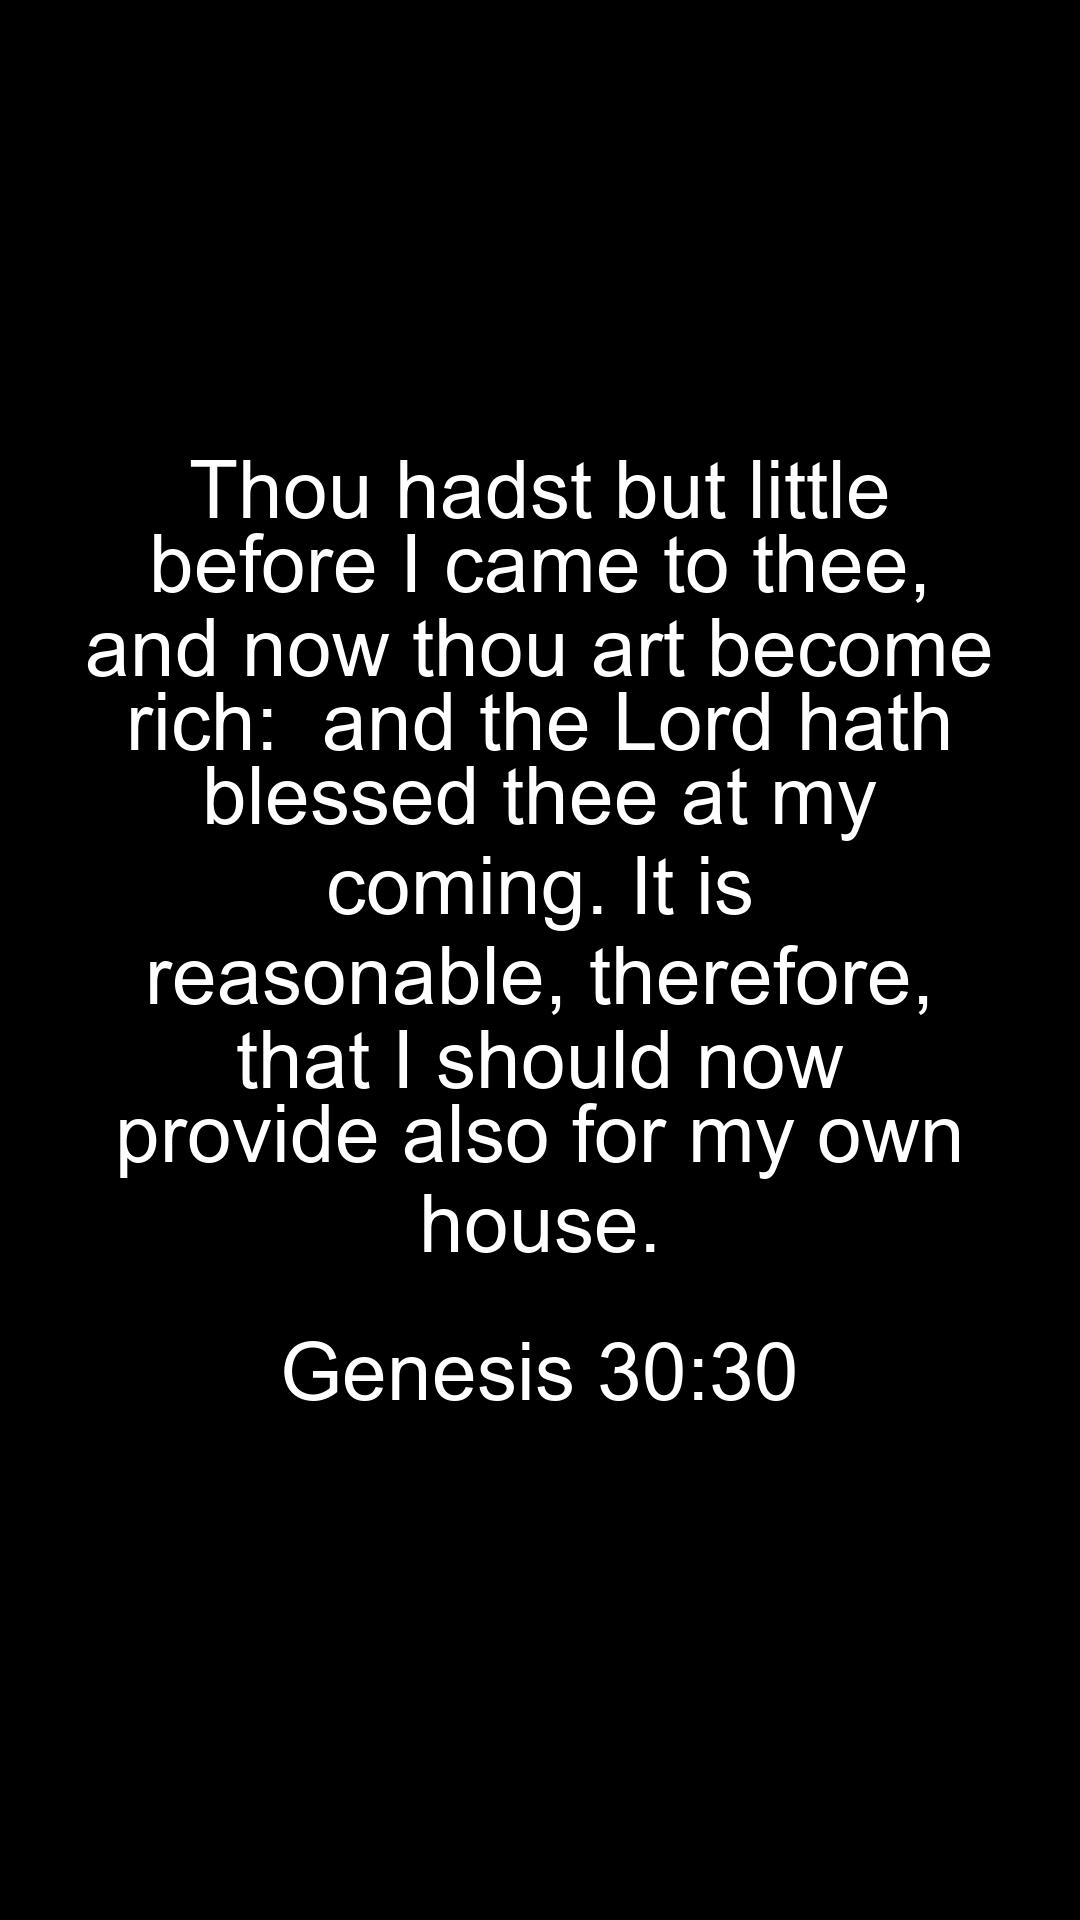 Thou hadst but little
before I came to thee,
and now thou art become
rich:  and the Lord hath
blessed thee at my
coming. It is
reasonable, therefore,
that I should now
provide also for my own
house.
Genesis 30:30